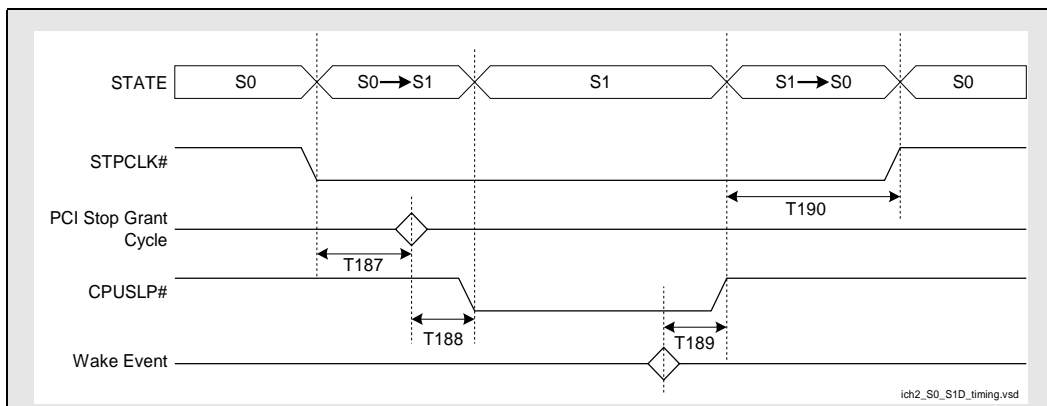 STATE S0 S0→S1 S1 S1→S0 S0
STPCLK#
T190
PCI Stop Grant
Cycle
T187
CPUSLP#
T188
T189
Wake Event
ich2_S0_S1D_timing.vsd